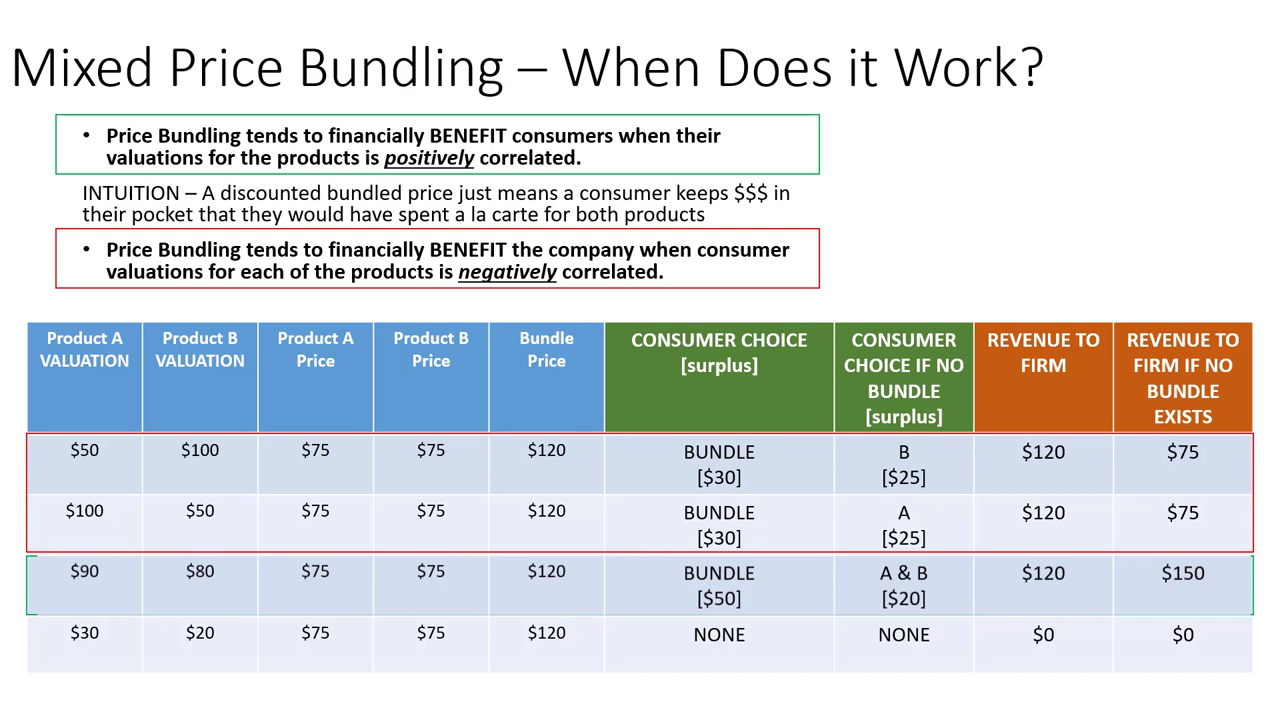 Mixed Price Bundling – When Does it Work?
• Price Bundling tends to financially BENEFIT consumers when their
valuations for the products is positively correlated.
INTUITION – A discounted bundled price just means a consumer keeps $$$ in
their pocket that they would have spent a la carte for both products
• Price Bundling tends to financially BENEFIT the company when consumer
valuations for each of the products is negatively correlated.
Product A VALUATION Product B VALUATION Product A Price Product B Price Bundle Price CONSUMER CHOICE [surplus] CONSUMER CHOICE IF NO BUNDLE [surplus] REVENUE TO FIRM REVENUE TO FIRM IF NO BUNDLE EXISTS
$50 $100 $75 $75 $120 BUNDLE [$30] B [$25] $120 $75
$100 $50 $75 $75 $120 BUNDLE [$30] A [$25] $120 $75
$90 $80 $75 $75 $120 BUNDLE [$50] A & B [$20] $120 $150
$30 $20 $75 $75 $120 NONE NONE $0 $0